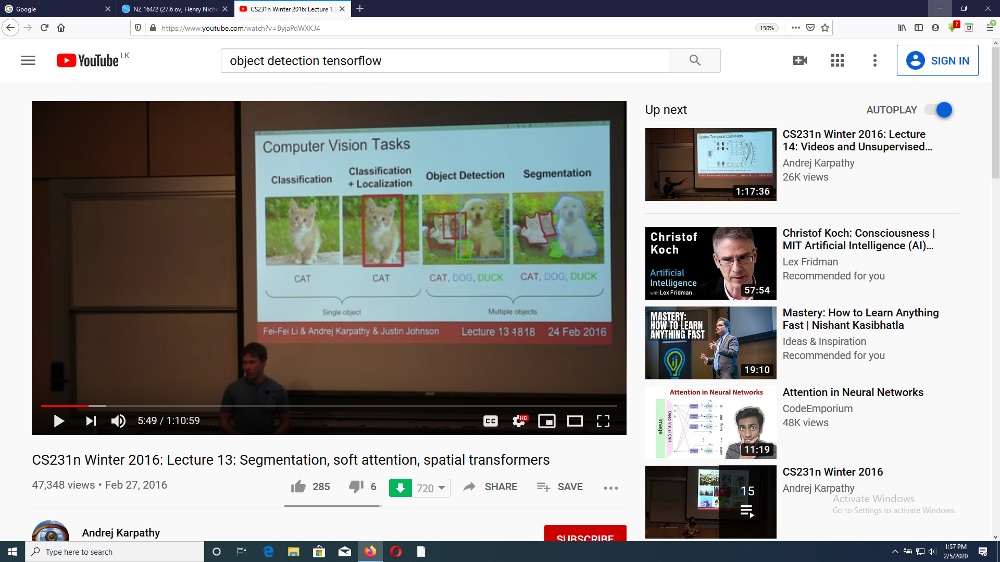 Google
NZ 164/2 (27.6 ov, Henry Nicho
CS231n Winter 2016: Lecture 13
https://www.youtube.com/watch?v=ByjaPdWXKJ4
150%
YouTube LK
object detection tensorflow
SIGN IN
Computer Vision Tasks
Classification
Classification
+ Localization
Object Detection
Segmentation
CAT
CAT
CAT, DOG, DUCK
CAT, DOG, DUCK
Single object
Multiple objects
Fei-Fei Li & Andrej Karpathy & Justin Johnson
Lecture 13 -
24 Feb 2016
5:49 / 1:10:59
CC
HD
CS231n Winter 2016: Lecture 13: Segmentation, soft attention, spatial transformers
47,348 views • Feb 27, 2016
285
6
720
SHARE
SAVE
Andrej Karpathy
SUBSCRIBE
Up next
AUTOPLAY
Spatio-Temporal ConvNets
1:17:36
CS231n Winter 2016: Lecture
14: Videos and Unsupervised...
Andrej Karpathy
26K views
Christof
Koch
Artificial
Intelligence
with Lex Fridman
57:54
Christof Koch: Consciousness |
MIT Artificial Intelligence (AI)...
Lex Fridman
Recommended for you
MASTERY:
HOW TO LEARN
ANYTHING FAST
19:10
Mastery: How to Learn Anything
Fast | Nishant Kasibhatla
Ideas & Inspiration
Recommended for you
Attention in Neural Networks
Image
Deep Visual CNN
A
bird
flying
water
11:19
Attention in Neural Networks
CodeEmporium
48K views
15
CS231n Winter 2016
Andrej Karpathy
Activate Windows
Go to Settings to activate Windows.
Type here to search
1:57 PM
2/5/2020